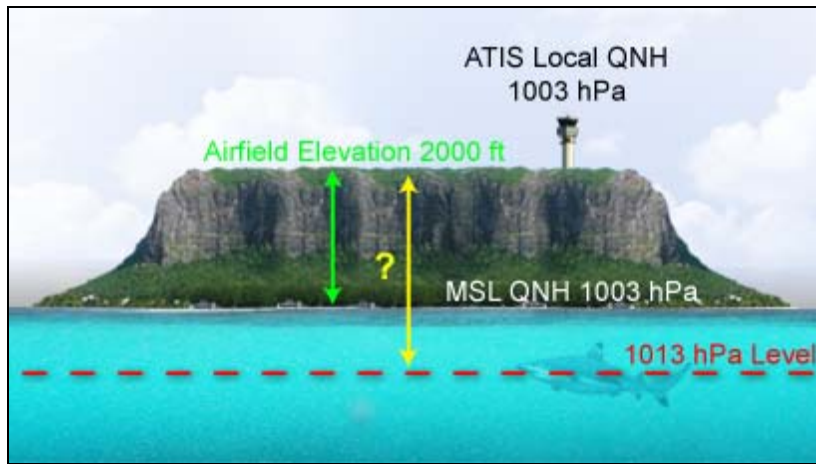 ATIS Local QNH
1003 hPa
Airfield Elevation 2000 ft
?
MSL QNH 1003 hPa
1013 hPa Level